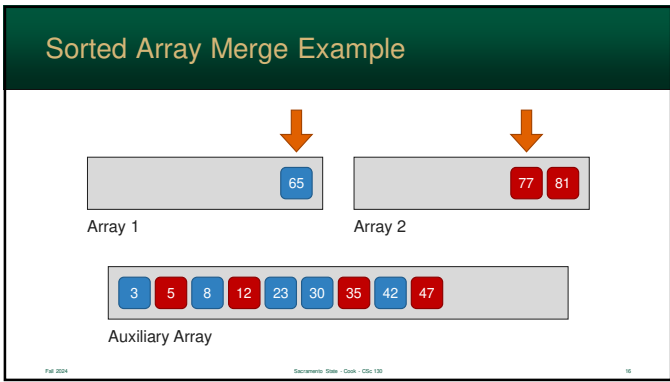 Sorted Array Merge Example
65
77 81
Array 1 Array 2
3 5 8 12 23 30 35 42 47
Auxiliary Array
Fall 2024 Sacramento State - Cook - CSc 130 16